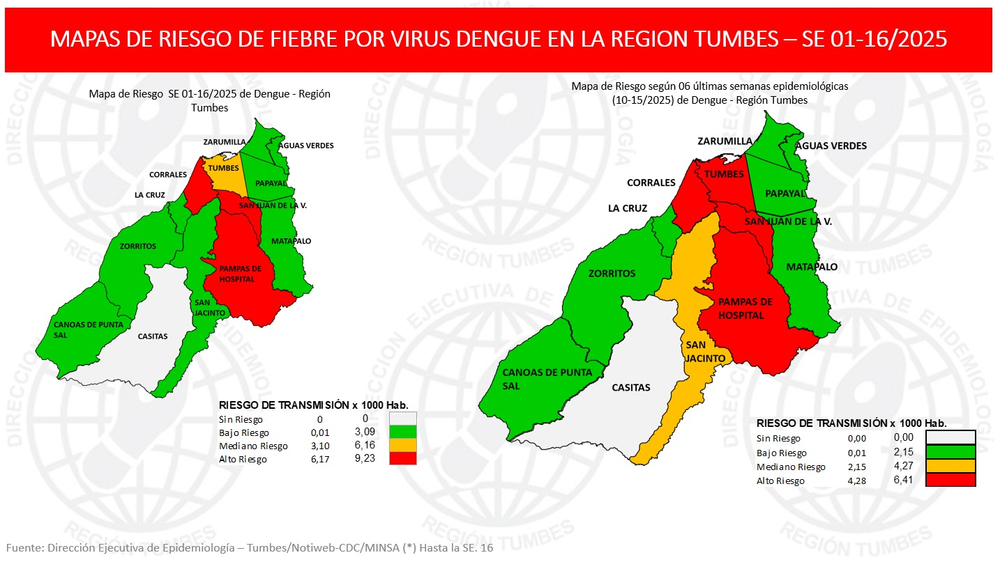 MAPAS DE RIESGO DE FIEBRE POR VIRUS DENGUE EN LA REGION TUMBES – SE 01-16/2025
Mapa de Riesgo SE 01-16/2025 de Dengue - Región
Tumbes
ZARUMILLA
AGUAS VERDES
TUMBES
CORRALES
PAPAYAL
LA CRUZ
SAN JUAN DE LA V.
MATAPALO
ZORRITOS
PAMPAS DE
HOSPITAL
SAN
JACINTO
CANOAS DE PUNTA
SAL
CASITAS
RIESGO DE TRANSMISIÓN x 1000 Hab.
Sin Riesgo 0 0
Bajo Riesgo 0,01 3,09
Mediano Riesgo 3,10 6,16
Alto Riesgo 6,17 9,23
Mapa de Riesgo según 06 últimas semanas epidemiológicas
(10-15/2025) de Dengue - Región Tumbes
ZARUMILLA
AGUAS VERDES
TUMBES
CORRALES
PAPAYAL
LA CRUZ
SAN JUAN DE LA V.
MATAPALO
ZORRITOS
PAMPAS DE
HOSPITAL
SAN
JACINTO
CANOAS DE PUNTA
SAL
CASITAS
RIESGO DE TRANSMISIÓN x 1000 Hab.
Sin Riesgo 0,00 0,00
Bajo Riesgo 0,01 2,15
Mediano Riesgo 2,15 4,27
Alto Riesgo 4,28 6,41
Fuente: Dirección Ejecutiva de Epidemiología – Tumbes/Notiweb-CDC/MINSA (*) Hasta la SE. 16
REGIÓN TUMBES